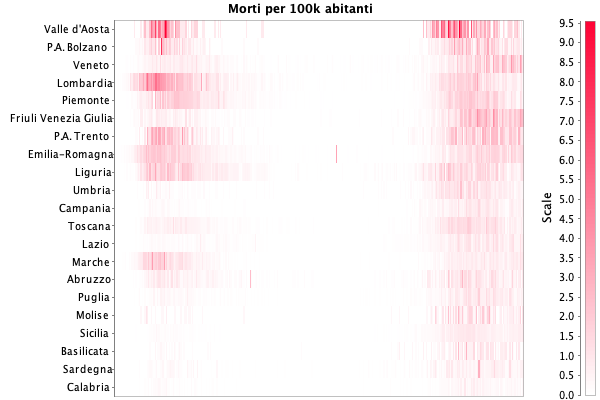 Morti per 100k abitanti
Valle d'Aosta
P.A. Bolzano
Veneto
Lombardia
Piemonte
Friuli Venezia Giulia
P.A. Trento
Emilia-Romagna
Liguria
Umbria
Campania
Toscana
Lazio
Marche
Abruzzo
Puglia
Molise
Sicilia
Basilicata
Sardegna
Calabria
Scale
9.5
9.0
8.5
8.0
7.5
7.0
6.5
6.0
5.5
5.0
4.5
4.0
3.5
3.0
2.5
2.0
1.5
1.0
0.5
0.0